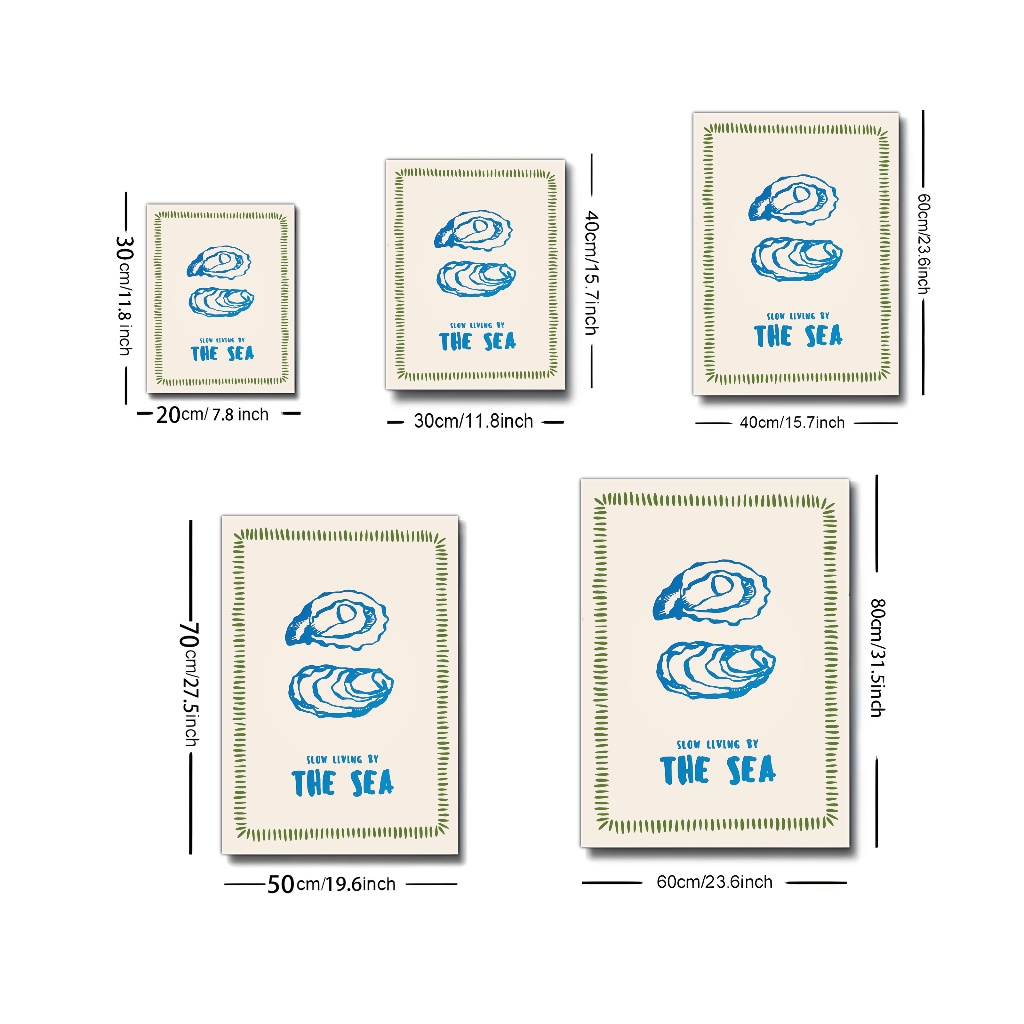 30cm/11.8 inch
SLOW LIVING BY
THE SEA
20cm/ 7.8 inch
40cm/15.7inch
SLOW LIVING BY
THE SEA
30cm/11.8inch
60cm/23.6inch
SLOW LIVING BY
THE SEA
40cm/15.7inch
70cm/27.5inch
SLOW LIVING BY
THE SEA
50cm/19.6inch
80cm/31.5inch
SLOW LIVING BY
THE SEA
60cm/23.6inch